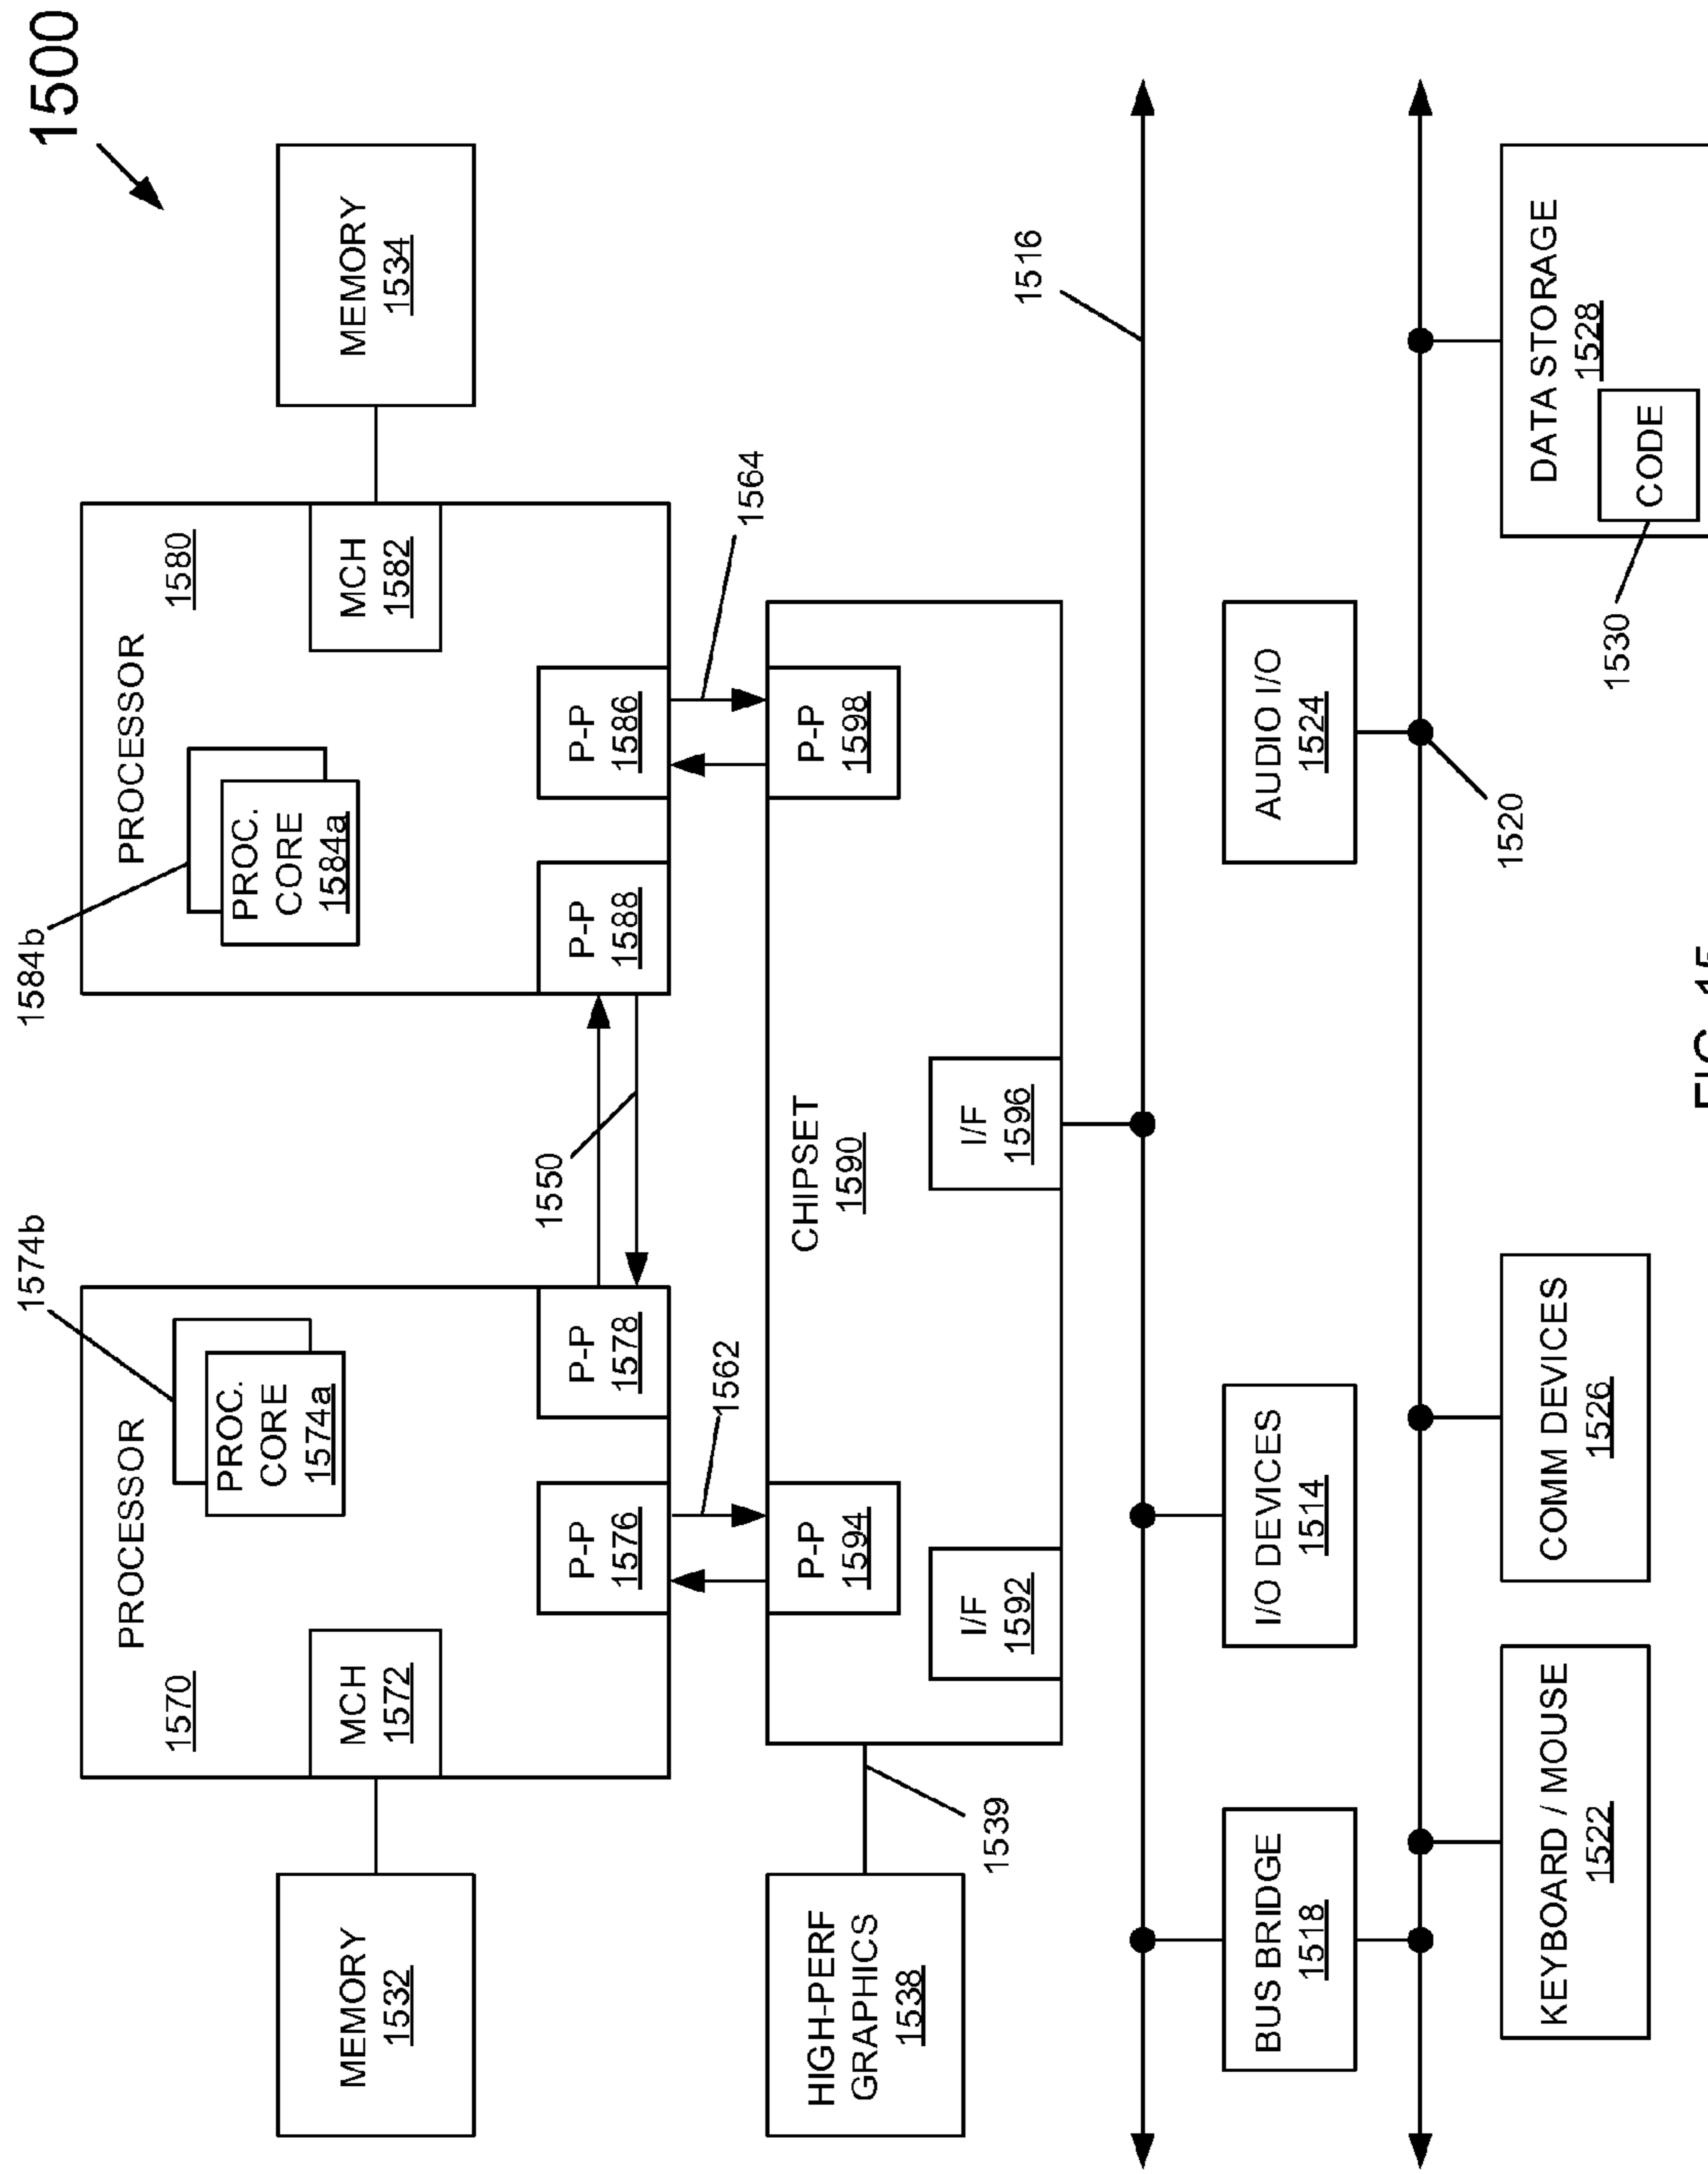 1500
MEMORY
1532
1570
PROCESSOR
MCH
1572
PROC.
CORE
1574a
1574b
P-P
1576
P-P
1578
1550
1584b
PROCESSOR
1580
PROC.
CORE
1584a
MCH
1582
P-P
1588
P-P
1586
MEMORY
1534
1562
1564
HIGH-PERF
GRAPHICS
1538
1539
P-P
1594
CHIPSET
1590
P-P
1598
I/F
1592
I/F
1596
1516
BUS BRIDGE
1518
I/O DEVICES
1514
AUDIO I/O
1524
1520
KEYBOARD / MOUSE
1522
COMM DEVICES
1526
DATA STORAGE
1528
CODE
1530
FIG. 15